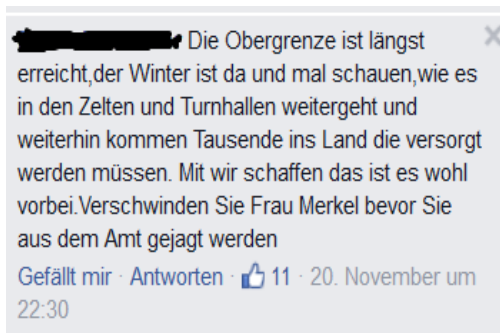 Die Obergrenze ist längst
erreicht,der Winter ist da und mal schauen,wie es
in den Zelten und Turnhallen weitergeht und
weiterhin kommen Tausende ins Land die versorgt
werden müssen. Mit wir schaffen das ist es wohl
vorbei.Verschwinden Sie Frau Merkel bevor Sie
aus dem Amt gejagt werden
Gefällt mir · Antworten · 11 · 20. November um
22:30